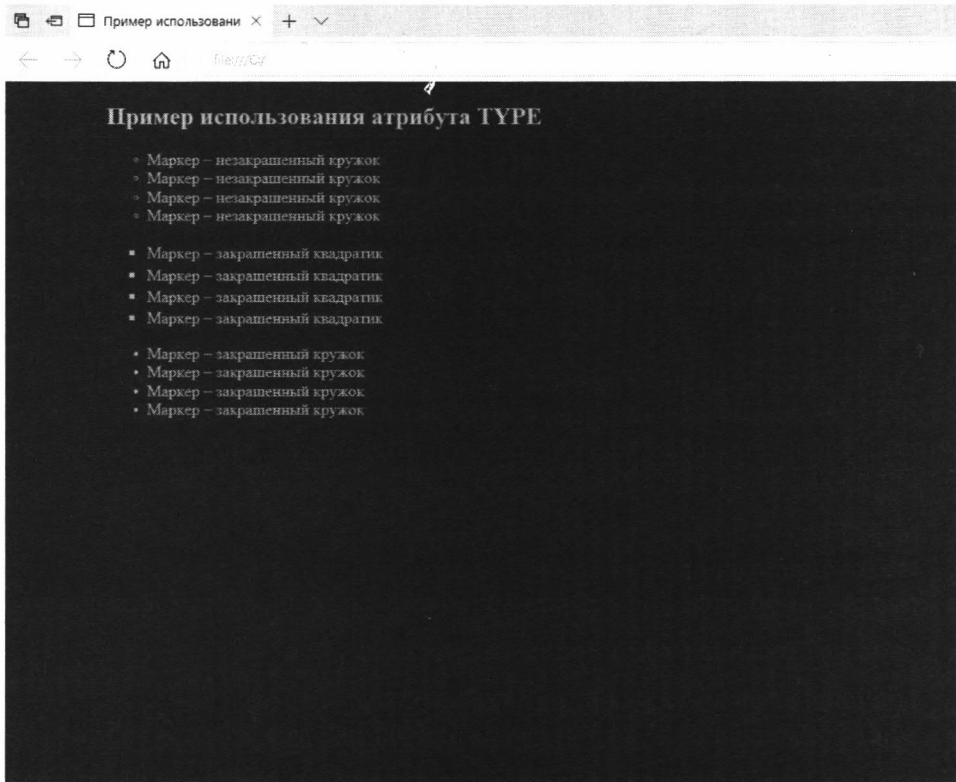 Пример использовани
file:///C:/
Пример использования атрибута TYPE
Маркер – незакрашенный кружок
Маркер – незакрашенный кружок
Маркер – незакрашенный кружок
Маркер – незакрашенный кружок
Маркер – закрашенный квадратик
Маркер – закрашенный квадратик
Маркер – закрашенный квадратик
Маркер – закрашенный квадратик
Маркер – закрашенный кружок
Маркер – закрашенный кружок
Маркер – закрашенный кружок
Маркер – закрашенный кружок